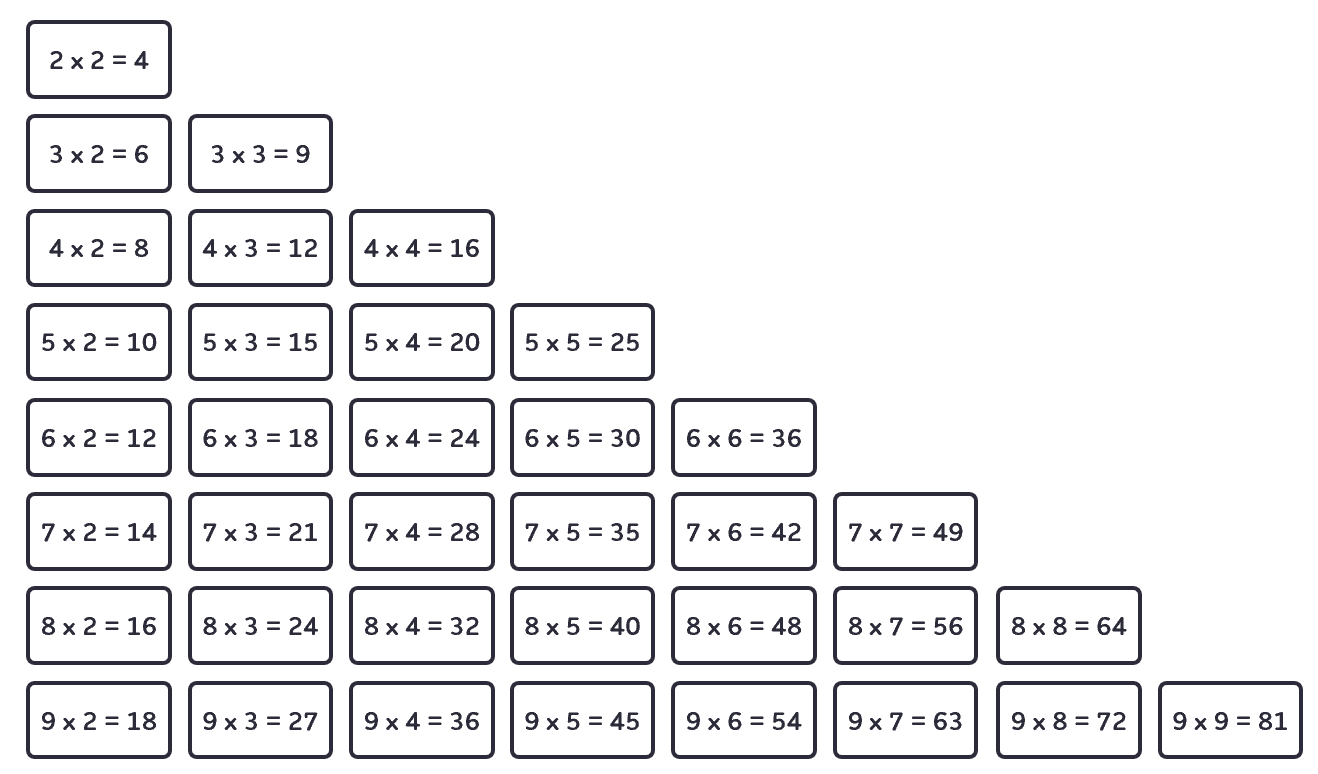 2 x 2 = 4
3 x 2 = 6 3 x 3 = 9
4 x 2 = 8 4 x 3 = 12 4 x 4 = 16
5 x 2 = 10 5 x 3 = 15 5 x 4 = 20 5 x 5 = 25
6 x 2 = 12 6 x 3 = 18 6 x 4 = 24 6 x 5 = 30 6 x 6 = 36
7 x 2 = 14 7 x 3 = 21 7 x 4 = 28 7 x 5 = 35 7 x 6 = 42 7 x 7 = 49
8 x 2 = 16 8 x 3 = 24 8 x 4 = 32 8 x 5 = 40 8 x 6 = 48 8 x 7 = 56 8 x 8 = 64
9 x 2 = 18 9 x 3 = 27 9 x 4 = 36 9 x 5 = 45 9 x 6 = 54 9 x 7 = 63 9 x 8 = 72 9 x 9 = 81